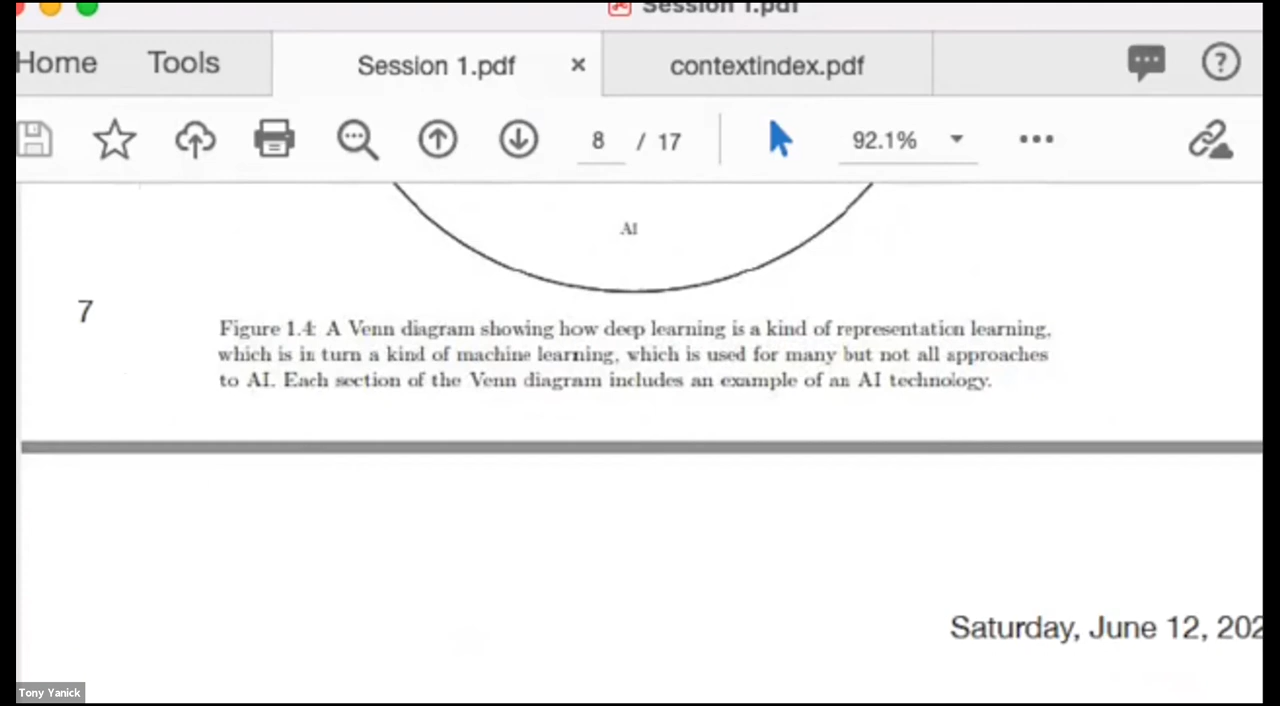 Session 1.pdf
Home Tools Session 1.pdf × contextindex.pdf
8 / 17 92.1%
AI
7
Figure 1.4: A Venn diagram showing how deep learning is a kind of representation learning,
which is in turn a kind of machine learning, which is used for many but not all approaches
to AI. Each section of the Venn diagram includes an example of an AI technology.
Saturday, June 12, 202
Tony Yanick